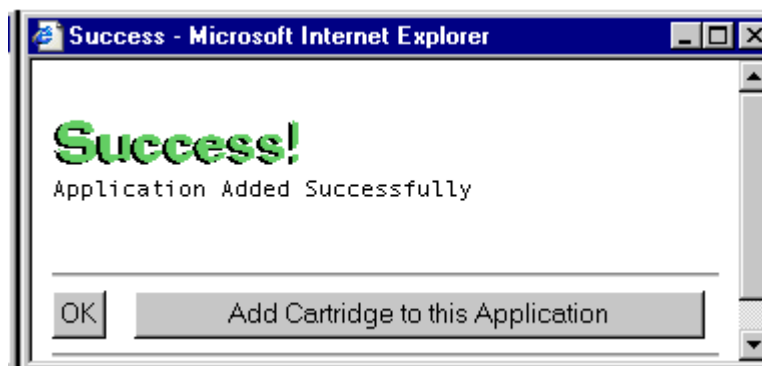 Success - Microsoft Internet Explorer
Success!
Application Added Successfully
OK Add Cartridge to this Application